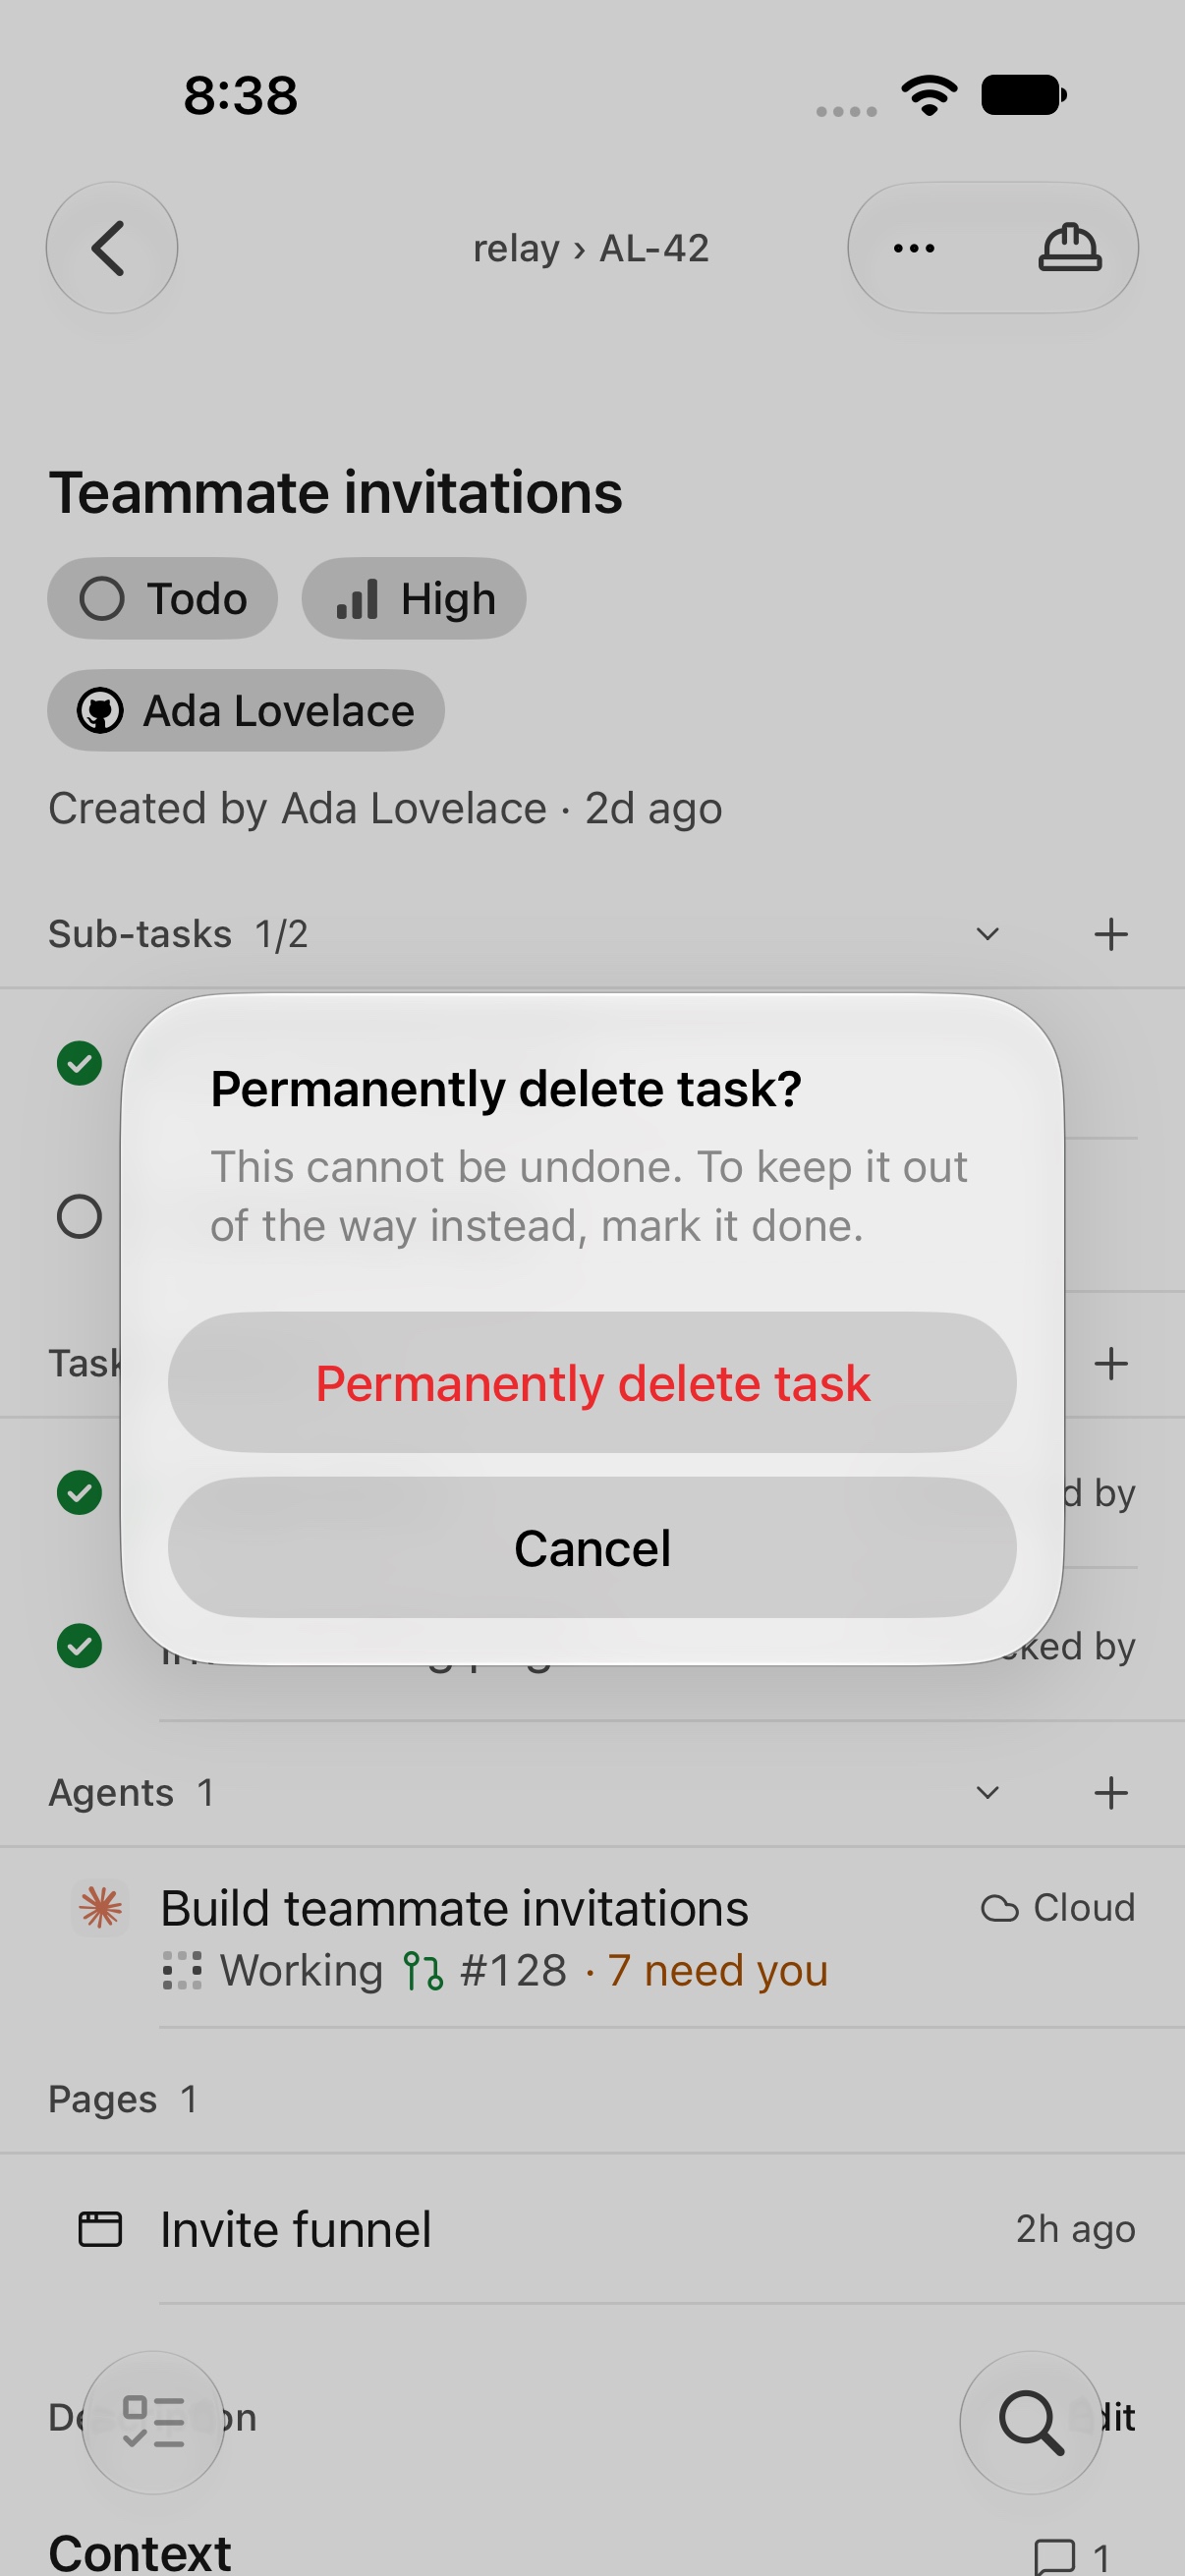 8:38
relay › AL-42
Teammate invitations
Todo
High
Ada Lovelace
Created by Ada Lovelace · 2d ago
Sub-tasks 1/2
Permanently delete task?
This cannot be undone. To keep it out
of the way instead, mark it done.
Permanently delete task
Cancel
by
by
Agents 1
Build teammate invitations
Cloud
Working #128 · 7 need you
Pages 1
Invite funnel
2h ago
Context
1